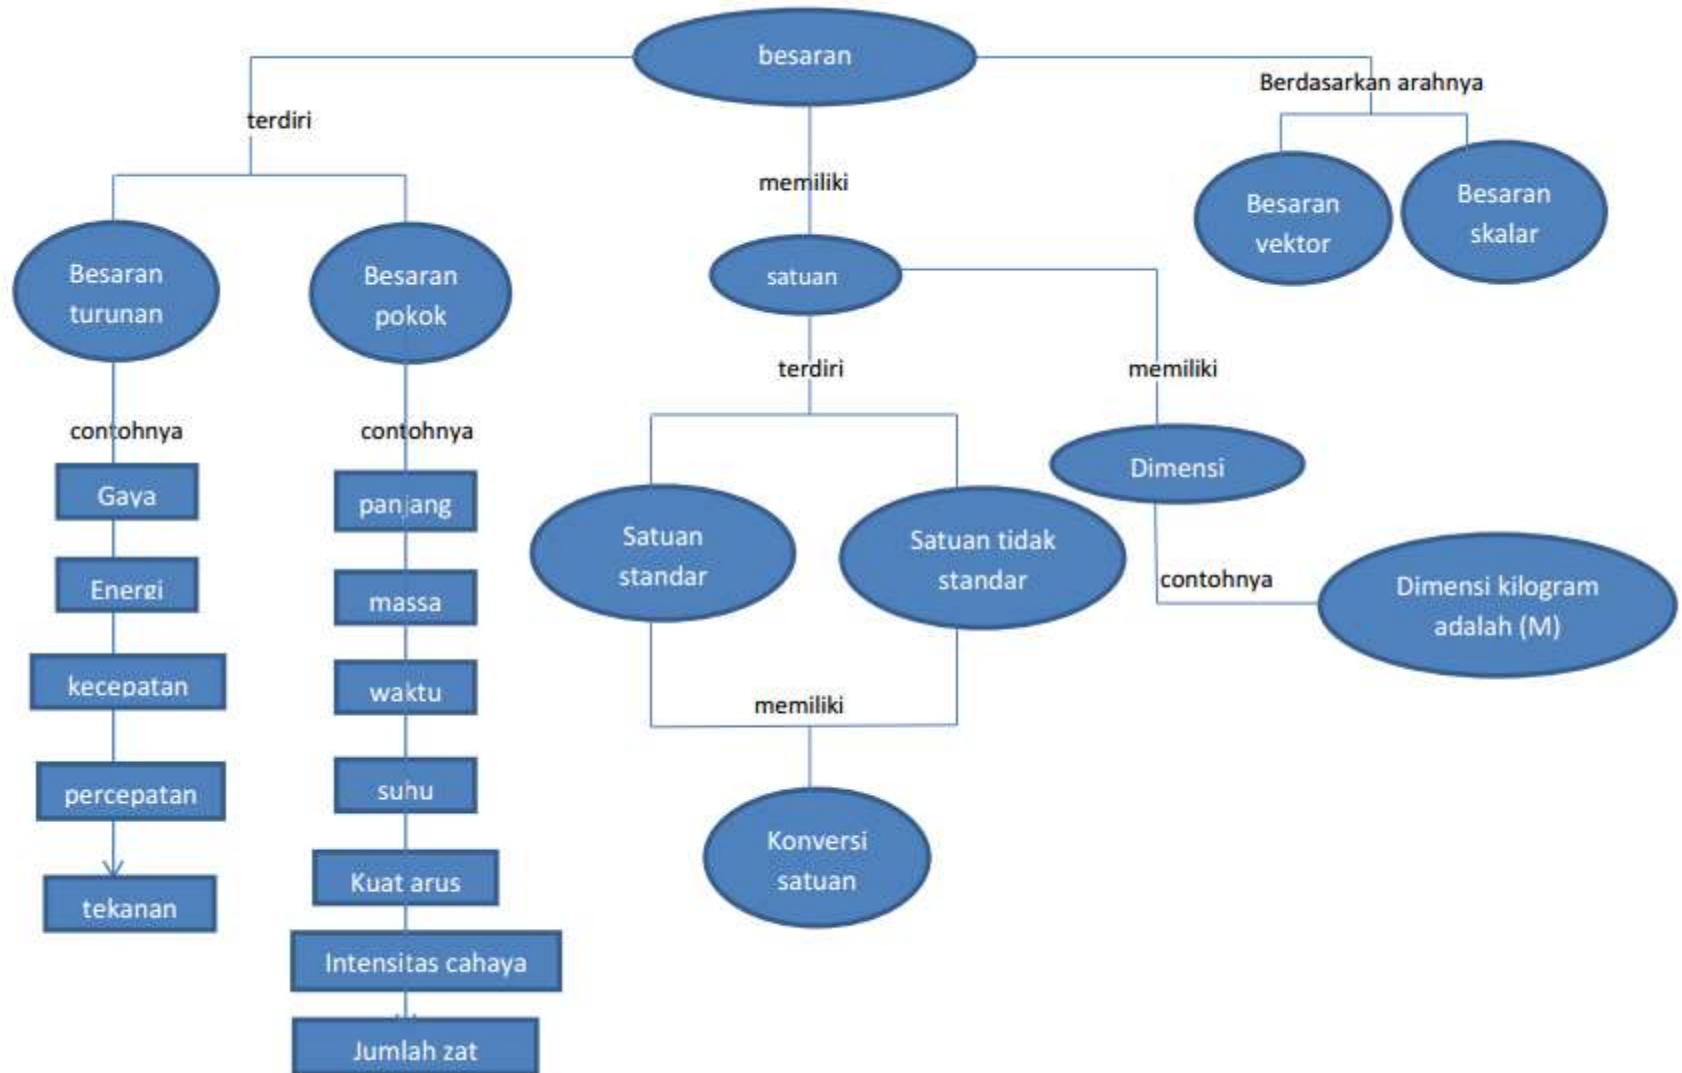 besaran
Berdasarkan arahnya
terdiri
memiliki
Besaran
vektor
Besaran
skalar
Besaran
turunan
Besaran
pokok
satuan
terdiri
memiliki
contohnya
contohnya
Dimensi
Gaya
panjang
Satuan
standar
Satuan tidak
standar
contohnya
Dimensi kilogram
adalah (M)
Energi
massa
kecepatan
waktu
memiliki
percepatan
suhu
Konversi
satuan
Kuat arus
tekanan
Intensitas cahaya
Jumlah zat